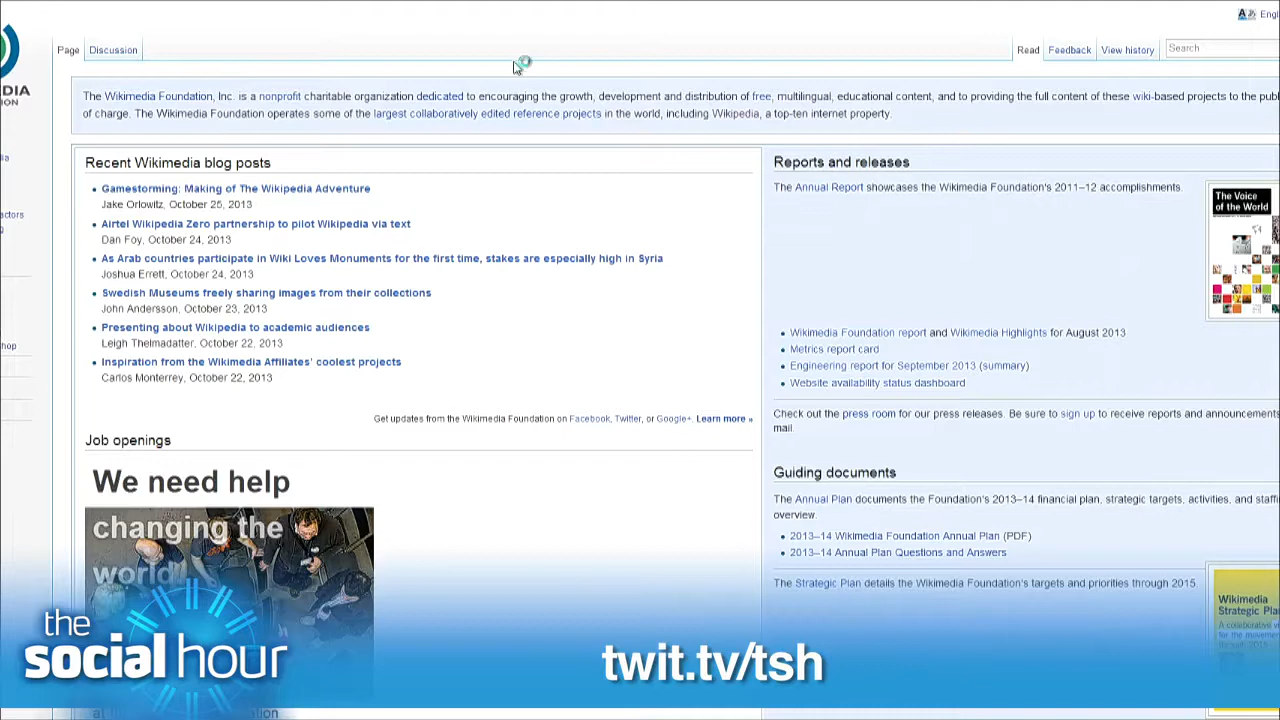 Engl
DIA
ION
Page
Discussion
Read
Feedback
View history
Search
The Wikimedia Foundation, Inc. is a nonprofit charitable organization dedicated to encouraging the growth, development and distribution of free, multilingual, educational content, and to providing the full content of these wiki-based projects to the publ
of charge. The Wikimedia Foundation operates some of the largest collaboratively edited reference projects in the world, including Wikipedia, a top-ten internet property.
ia
actors
g
hop
Recent Wikimedia blog posts
Gamestorming: Making of The Wikipedia Adventure
Jake Orlowitz, October 25, 2013
Airtel Wikipedia Zero partnership to pilot Wikipedia via text
Dan Foy, October 24, 2013
As Arab countries participate in Wiki Loves Monuments for the first time, stakes are especially high in Syria
Joshua Errett, October 24, 2013
Swedish Museums freely sharing images from their collections
John Andersson, October 23, 2013
Presenting about Wikipedia to academic audiences
Leigh Thelmadatter, October 22, 2013
Inspiration from the Wikimedia Affiliates' coolest projects
Carlos Monterrey, October 22, 2013
Get updates from the Wikimedia Foundation on Facebook, Twitter, or Google+. Learn more »
Job openings
We need help
changing the
world
Reports and releases
The Annual Report showcases the Wikimedia Foundation's 2011–12 accomplishments.
The Voice
of the World
Wikimedia Foundation report and Wikimedia Highlights for August 2013
Metrics report card
Engineering report for September 2013 (summary)
Website availability status dashboard
Check out the press room for our press releases. Be sure to sign up to receive reports and announcements
mail.
Guiding documents
The Annual Plan documents the Foundation's 2013–14 financial plan, strategic targets, activities, and staffi
overview.
2013–14 Wikimedia Foundation Annual Plan (PDF)
2013–14 Annual Plan Questions and Answers
The Strategic Plan details the Wikimedia Foundation's targets and priorities through 2015.
Wikimedia
Strategic Plan
A collaborative vi
for the movemen
through 2015
the
social hour
twit.tv/tsh